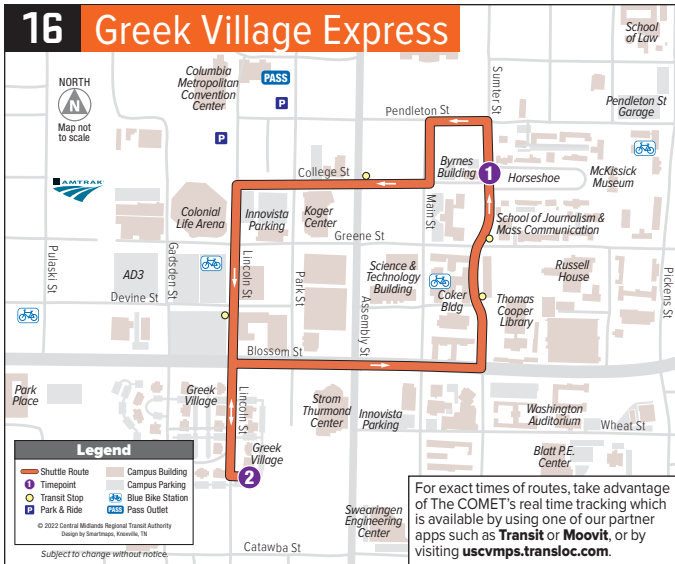 16 Greek Village Express
School
of Law
NORTH
N
Map not
to scale
Columbia
Metropolitan
Convention
Center
PASS
P
P
Sumter St
Pendleton St
Pendleton St
Garage
AMTRAK
College St
Byrnes
Building
1
Horseshoe
McKissick
Museum
Colonial
Life Arena
Innovista
Parking
Koger
Center
Main St
School of Journalism &
Mass Communication
Greene St
Pulaski St
Gadsden St
AD3
Lincoln St
Park St
Science &
Technology
Building
Assembly St
Coker
Bldg
Russell
House
Pickens St
Devine St
Thomas
Cooper
Library
Blossom St
Park
Place
Greek
Village
Lincoln St
Strom
Thurmond
Center
Innovista
Parking
Washington
Auditorium
Wheat St
Greek
Village
2
Blatt P.E.
Center
Swearingen
Engineering
Center
Catawba St
Legend
Shuttle Route
1 Timepoint
Transit Stop
P Park & Ride
Campus Building
Campus Parking
Blue Bike Station
PASS Pass Outlet
© 2022 Central Midlands Regional Transit Authority
Design by Smartmaps, Knoxville, TN
Subject to change without notice.
For exact times of routes, take advantage
of The COMET's real time tracking which
is available by using one of our partner
apps such as Transit or Moovit, or by
visiting uscvmps.transloc.com.